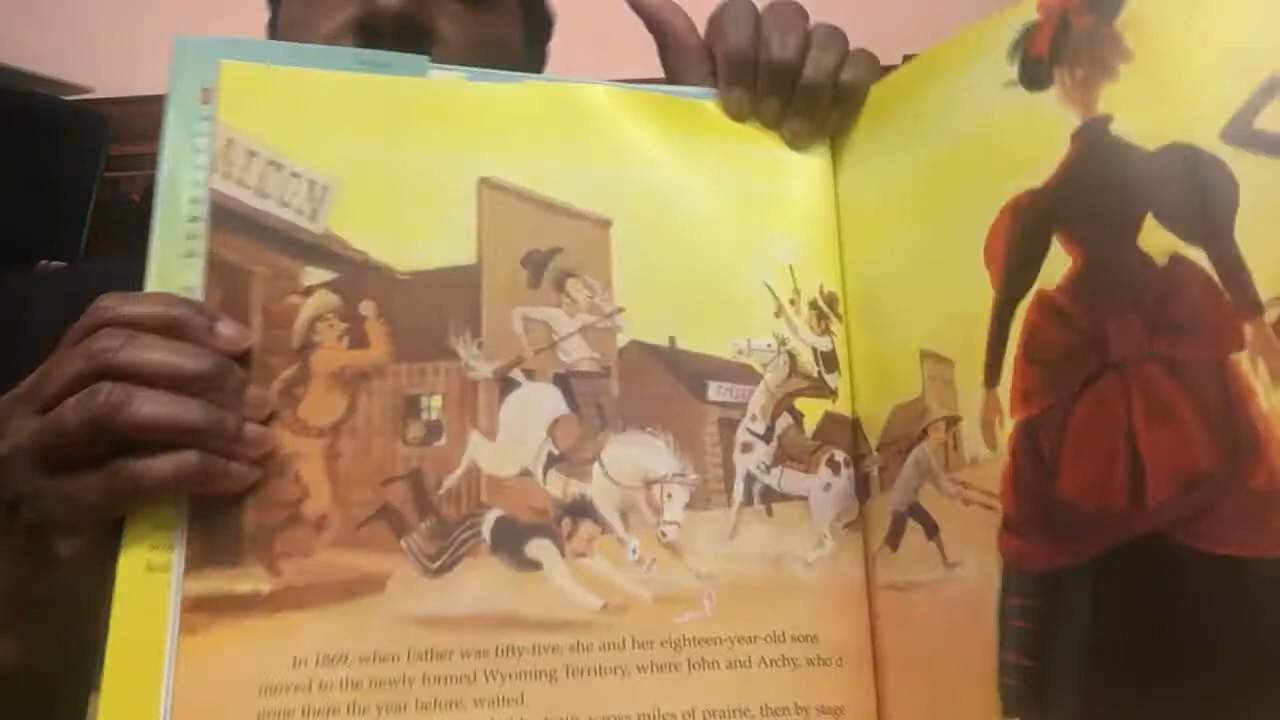 ALOON
In 1869, when Esther was fifty-five, she and her eighteen-year-old sons
moved to the newly formed Wyoming Territory, where John and Archy, who'd
gone there the year before, waited.
across miles of prairie, then by stage